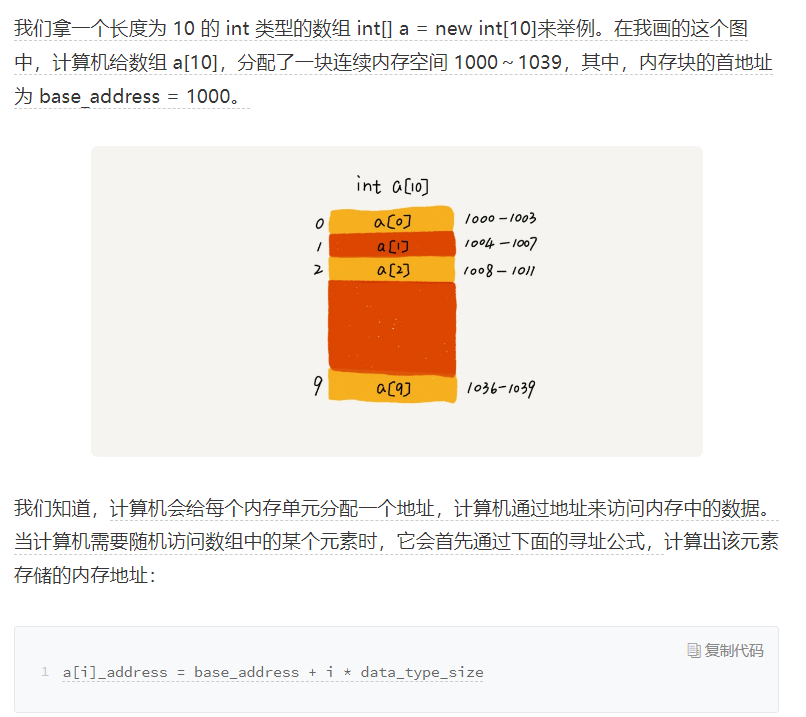 我们拿一个长度为 10 的 int 类型的数组 int[] a = new int[10]来举例。在我画的这个图
中，计算机给数组 a[10]，分配了一块连续内存空间 1000～1039，其中，内存块的首地址
为 base_address = 1000。
int a[10]
0 a[0] 1000-1003
1 a[1] 1004-1007
2 a[2] 1008-1011
9 a[9] 1036-1039
我们知道，计算机会给每个内存单元分配一个地址，计算机通过地址来访问内存中的数据。
当计算机需要随机访问数组中的某个元素时，它会首先通过下面的寻址公式，计算出该元素
存储的内存地址：
复制代码
1 a[i]_address = base_address + i * data_type_size